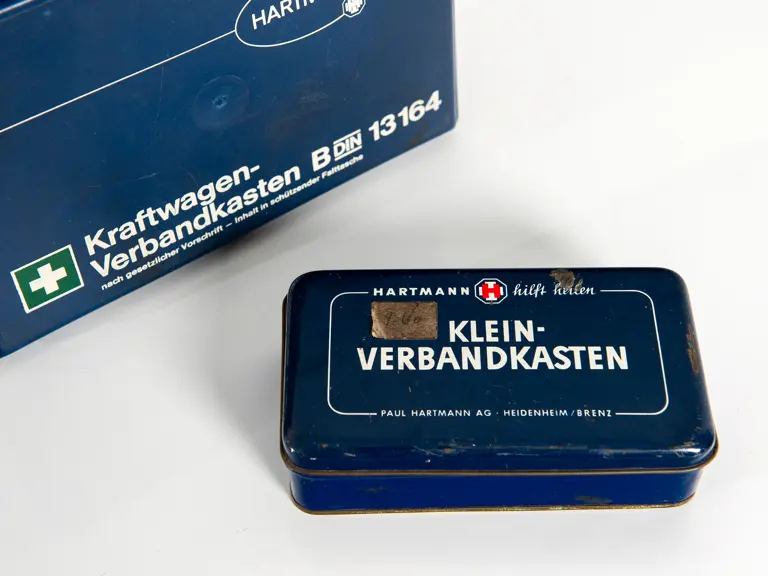 Kraftwagen-
Verbandkasten B DIN 13164
nach gesetzlicher Vorschrift – Inhalt in schützender Falttasche
HARTMANN hilft heilen
KLEIN-
VERBANDKASTEN
PAUL HARTMANN AG · HEIDENHEIM/BRENZ